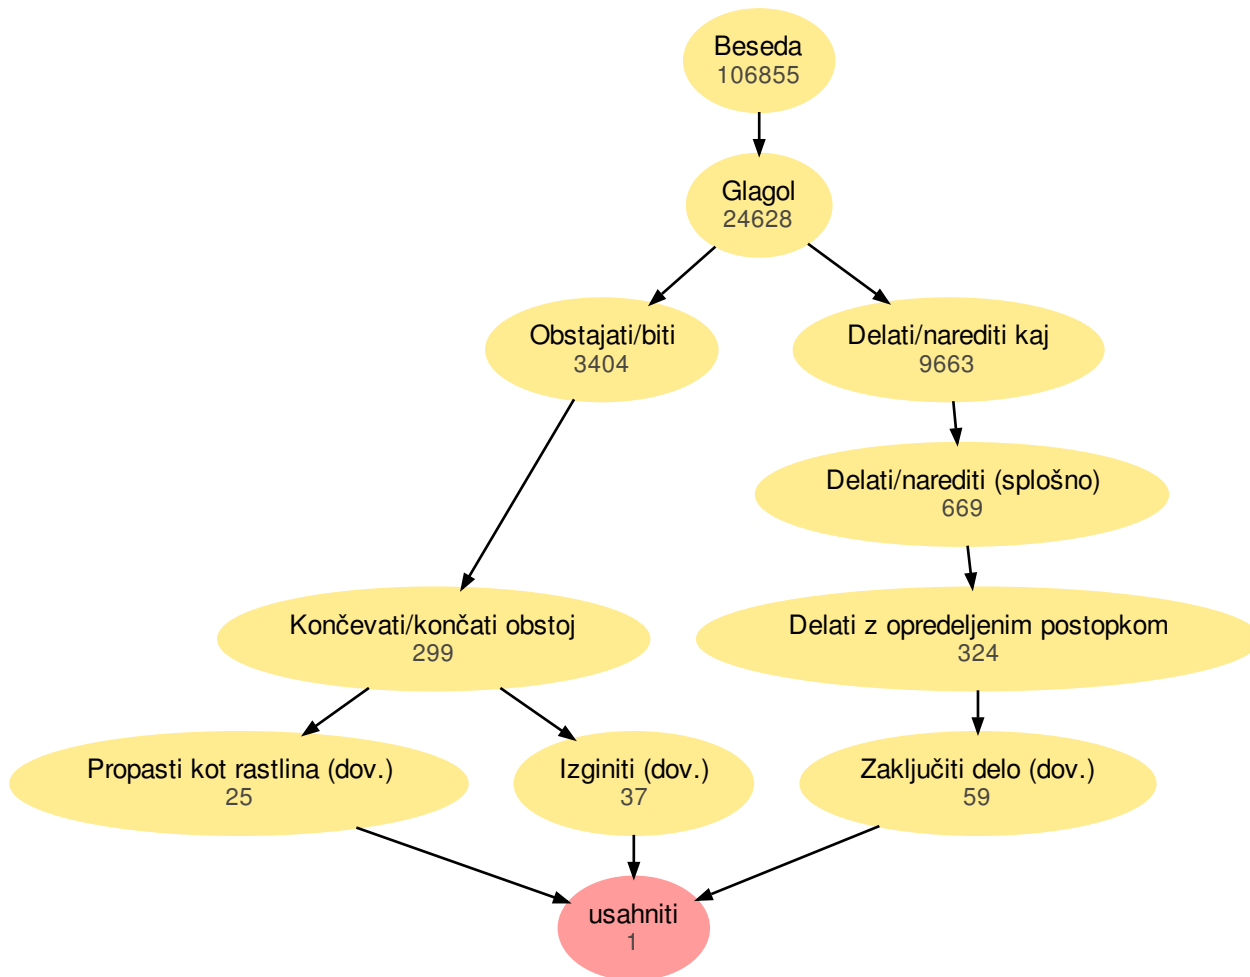 Beseda
106855
Glagol
24628
Obstajati/biti
3404
Delati/narediti kaj
9663
Delati/narediti (splošno)
669
Končevati/končati obstoj
299
Delati z opredeljenim postopkom
324
Propasti kot rastlina (dov.)
25
Izginiti (dov.)
37
Zaključiti delo (dov.)
59
usahniti
1